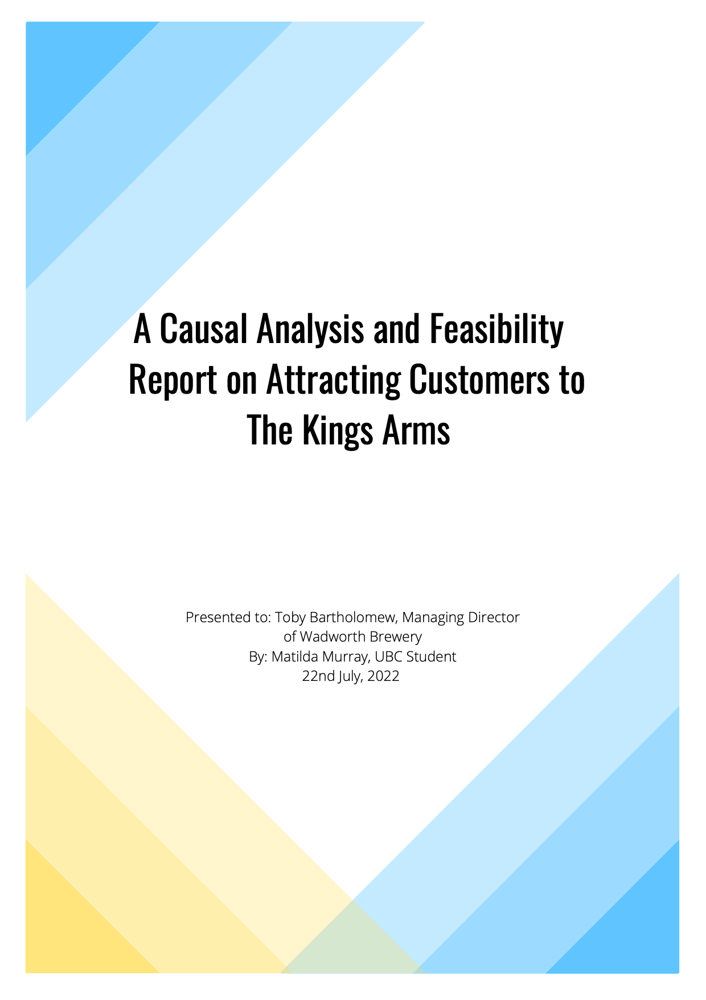 A Causal Analysis and Feasibility
Report on Attracting Customers to
The Kings Arms
Presented to: Toby Bartholomew, Managing Director
of Wadworth Brewery
By: Matilda Murray, UBC Student
22nd July, 2022